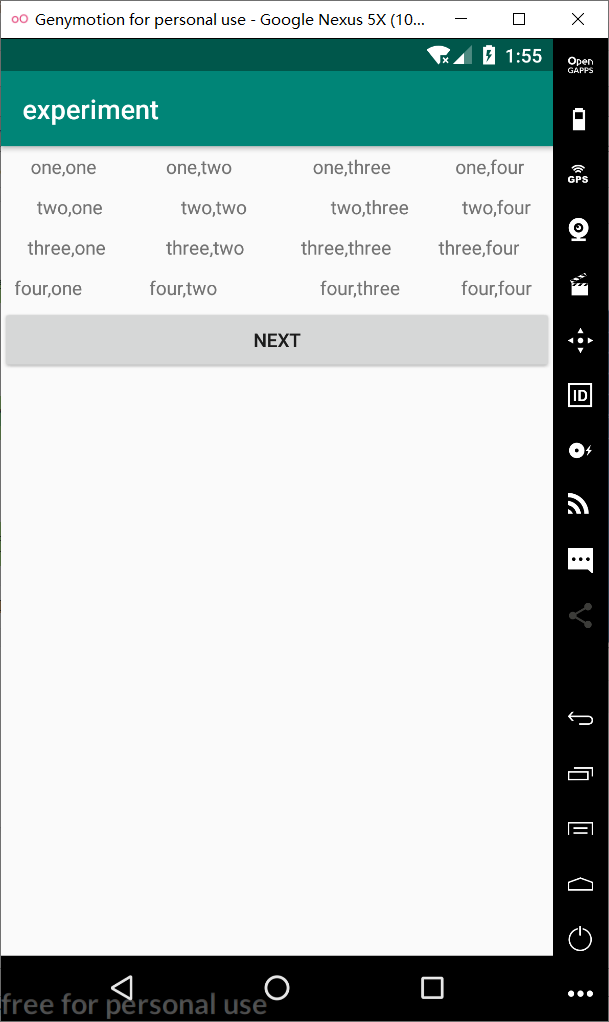 Genymotion for personal use - Google Nexus 5X (10...
1:55
Open
GAPPS
experiment
one,one one,two one,three one,four
GPS
two,one two,two two,three two,four
three,one three,two three,three three,four
four,one four,two four,three four,four
NEXT
ID
free for personal use